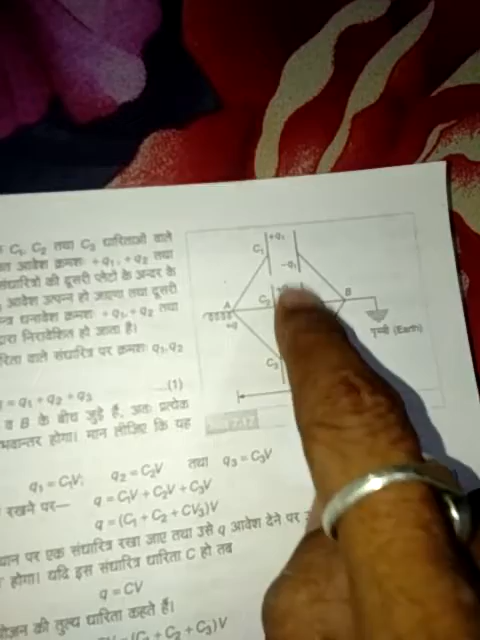 C₁, C₂ तथा C₃ धारिताओं वाले
आवेश क्रमशः +q₁, +q₂ तथा
संधारित्रों की दूसरी प्लेटों के अन्दर के
आवेश उत्पन्न हो जाएगा तथा दूसरी
धनावेश क्रमशः +q₁, +q₂ तथा
द्वारा निरावेशित हो जाता है।
वाले संधारित्र पर क्रमशः q₁, q₂
= q₁ + q₂ + q₃ ...(1)
व B के बीच जुड़े हैं, अतः प्रत्येक
होगा। मान लीजिए कि यह
C₁
+q₁
-q₁
A
C₂
B
+q
C₃
पृथ्वी (Earth)
q₁ = C₁V; q₂ = C₂V तथा q₃ = C₃V
रखने पर—
q = C₁V + C₂V + C₃V
q = (C₁ + C₂ + CV₃)V
पर एक संधारित्र रखा जाए तथा उसे q आवेश देने पर
होगा। यदि इस संधारित्र धारिता C हो तब
q = CV
की तुल्य धारिता कहते हैं।
(C₁ + C₂ + C₃)V